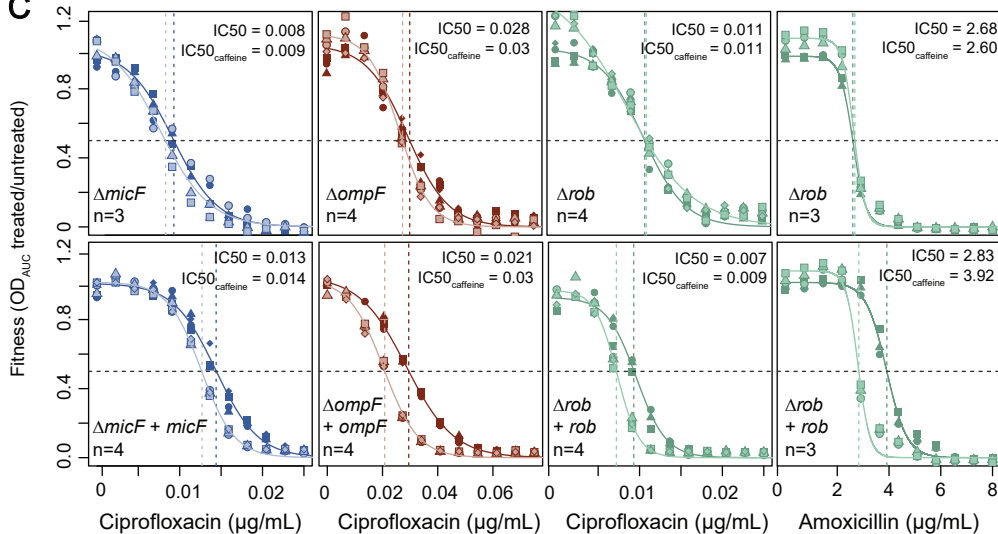 C
Fitness (OD_AUC treated/untreated)
1.2
0.8
0.4
0
IC50 = 0.008
IC50caffeine = 0.009
ΔmicF
n=3
IC50 = 0.028
IC50caffeine = 0.03
ΔompF
n=4
IC50 = 0.011
IC50caffeine = 0.011
Δrob
n=4
IC50 = 2.68
IC50caffeine = 2.60
Δrob
n=3
1.2
0.8
0.4
0.0
IC50 = 0.013
IC50caffeine = 0.014
ΔmicF + micF
n=4
IC50 = 0.021
IC50caffeine = 0.03
ΔompF
+ ompF
n=4
IC50 = 0.007
IC50caffeine = 0.009
Δrob
+ rob
n=4
IC50 = 2.83
IC50caffeine = 3.92
Δrob
+ rob
n=3
0 0.01 0.02
0.00 0.02 0.04 0.06
0 0.01 0.02
0 2 4 6 8
Ciprofloxacin (µg/mL)
Ciprofloxacin (µg/mL)
Ciprofloxacin (µg/mL)
Amoxicillin (µg/mL)